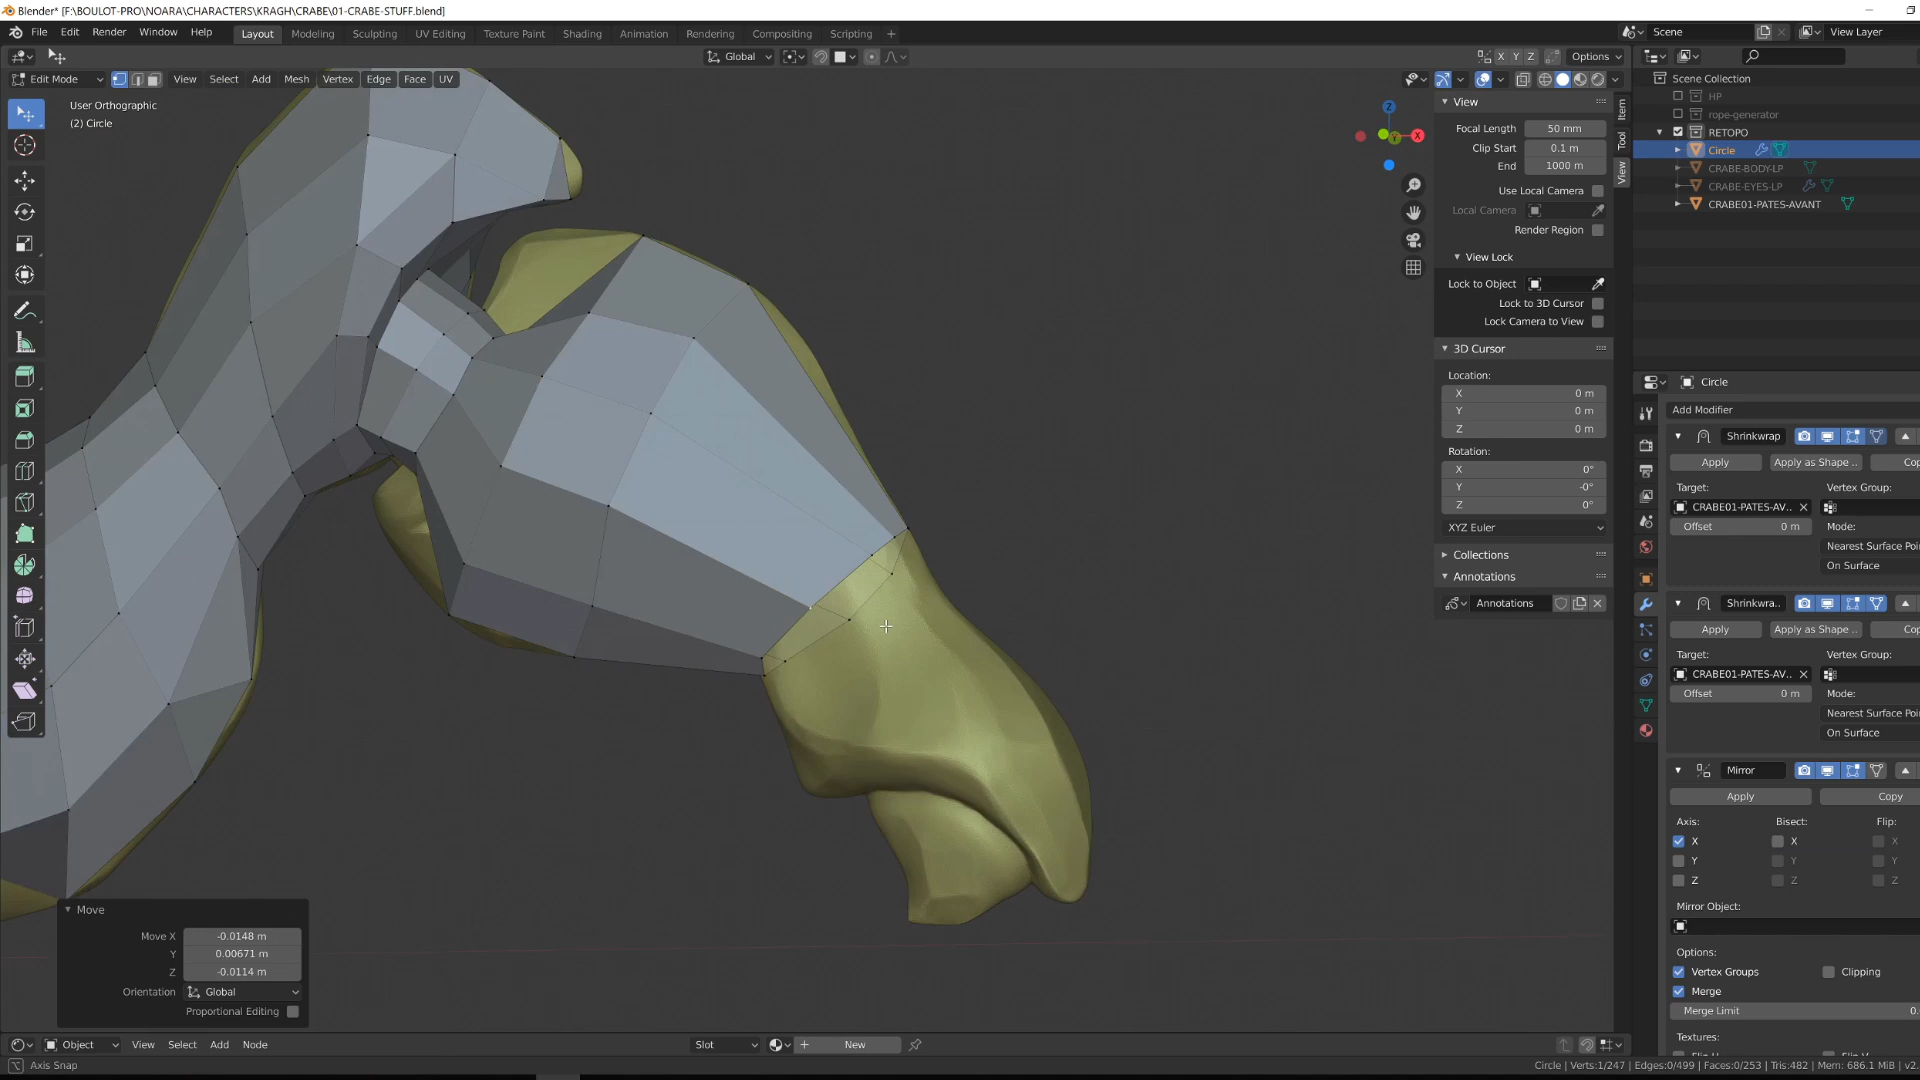 Blender* [F:\BOULOT-PRO\NOARA\CHARACTERS\KRAGH\CRABE\01-CRABE-STUFF.blend]
File Edit Render Window Help
Layout Modeling Sculpting UV Editing Texture Paint Shading Animation Rendering Compositing Scripting +
Scene
View Layer
Global
X Y Z
Options
Edit Mode
View Select Add Mesh Vertex Edge Face UV
User Orthographic
(2) Circle
Z
X
Y
View
Focal Length 50 mm
Clip Start 0.1 m
End 1000 m
Use Local Camera
Local Camera
Render Region
View Lock
Lock to Object
Lock to 3D Cursor
Lock Camera to View
3D Cursor
Location:
X 0 m
Y 0 m
Z 0 m
Rotation:
X 0°
Y -0°
Z 0°
XYZ Euler
Collections
Annotations
Annotations
Item
Tool
View
Scene Collection
HP
rope-generator
RETOPO
Circle
CRABE-BODY-LP
CRABE-EYES-LP
CRABE01-PATES-AVANT
Circle
Add Modifier
Shrinkwrap
Apply Apply as Shape .. Cop
Target: Vertex Group:
CRABE01-PATES-AV..
Offset 0 m Mode:
Nearest Surface Poi
On Surface
Shrinkwra..
Apply Apply as Shape .. Cop
Target: Vertex Group:
CRABE01-PATES-AV..
Offset 0 m Mode:
Nearest Surface Poi
On Surface
Mirror
Apply Copy
Axis: Bisect: Flip:
X X X
Y Y Y
Z Z Z
Mirror Object:
Options:
Vertex Groups Clipping
Merge
Merge Limit 0.
Textures:
Move
Move X -0.0148 m
Y 0.00671 m
Z -0.0114 m
Orientation Global
Proportional Editing
Object View Select Add Node
Slot
New
Axis Snap
Circle | Verts:1/247 | Edges:0/499 | Faces:0/253 | Tris:482 | Mem: 686.1 MiB | v2.